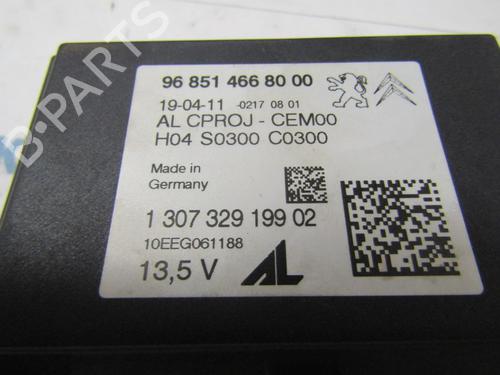 96 851 466 80 00
19-04-11 -0217 08 01
AL CPROJ - CEM00
H04 S0300 C0300
Made in
Germany
1 307 329 199 02
10EEG061188
13,5 V
AL
B-PARTS